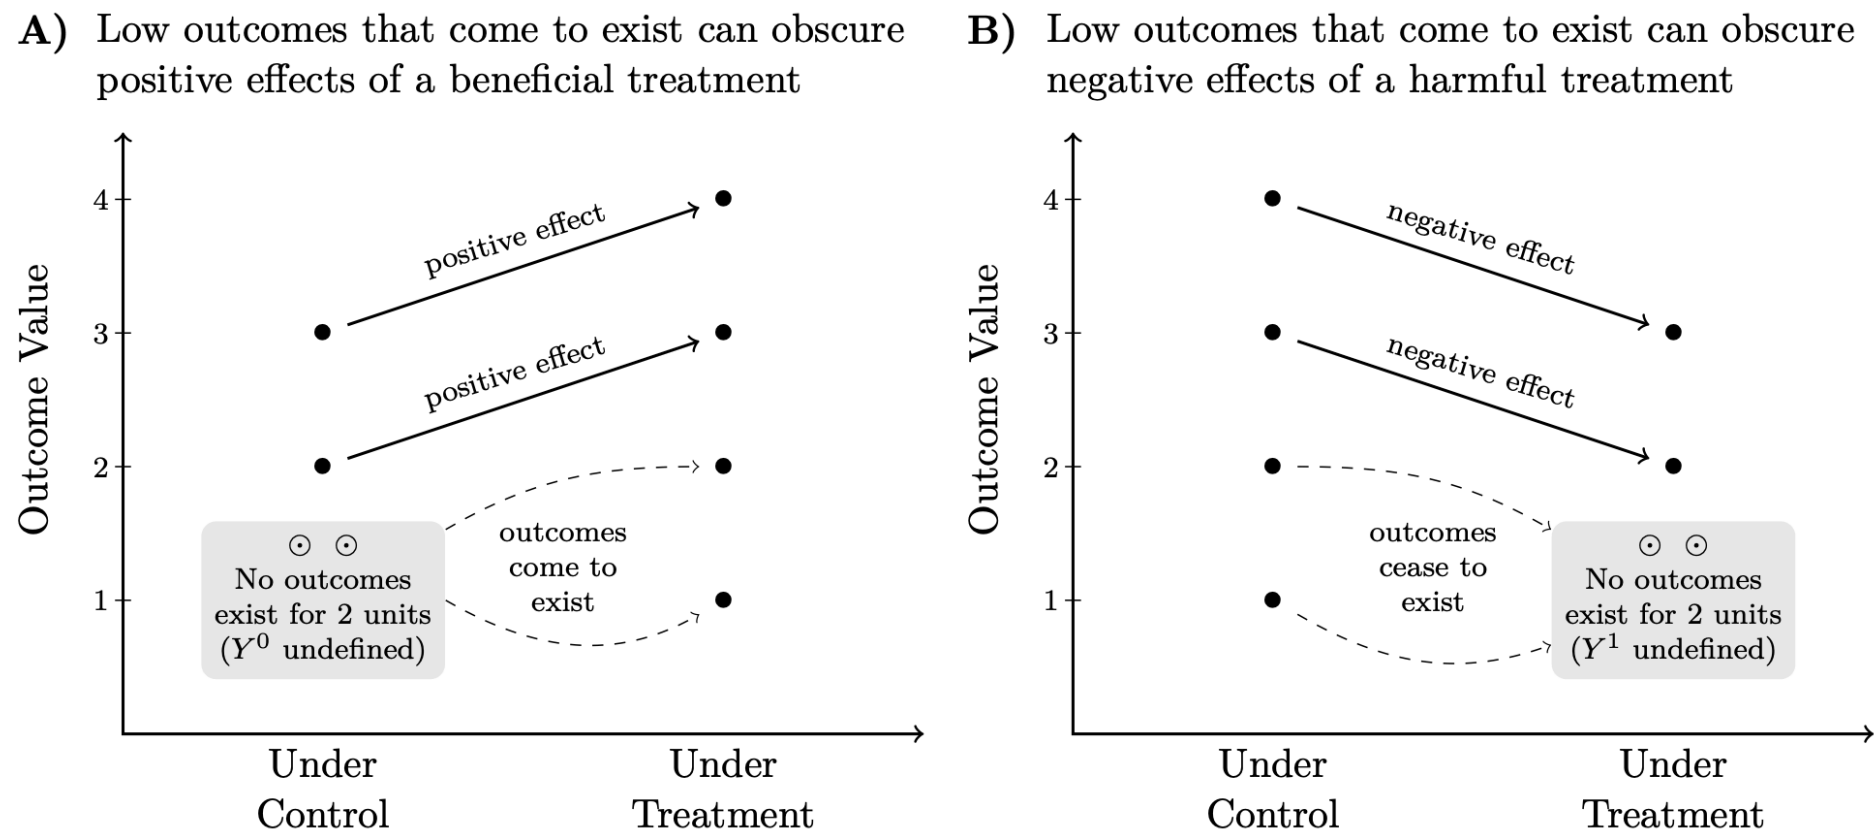 A) Low outcomes that come to exist can obscure
positive effects of a beneficial treatment
Outcome Value
4
3
2
1
positive effect
positive effect
outcomes
come to
exist
⊙ ⊙
No outcomes
exist for 2 units
(Y⁰ undefined)
Under
Control
Under
Treatment
B) Low outcomes that come to exist can obscure
negative effects of a harmful treatment
Outcome Value
4
3
2
1
negative effect
negative effect
outcomes
cease to
exist
⊙ ⊙
No outcomes
exist for 2 units
(Y¹ undefined)
Under
Control
Under
Treatment